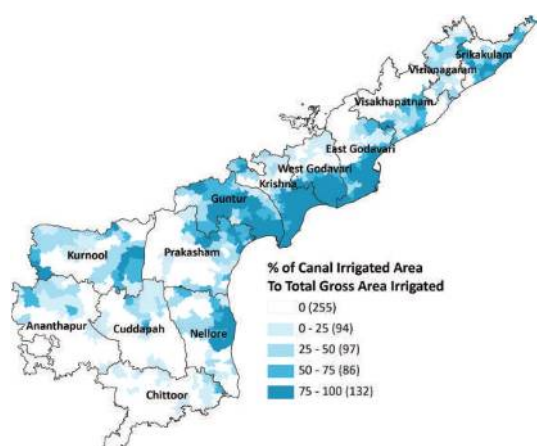 Srikakulam
Vizianagaram
Visakhapatnam
East Godavari
West Godavari
Krishna
Guntur
Kurnool
Prakasham
Ananthapur
Cuddapah
Nellore
Chittoor
% of Canal Irrigated Area
To Total Gross Area Irrigated
0 (255)
0 - 25 (94)
25 - 50 (97)
50 - 75 (86)
75 - 100 (132)